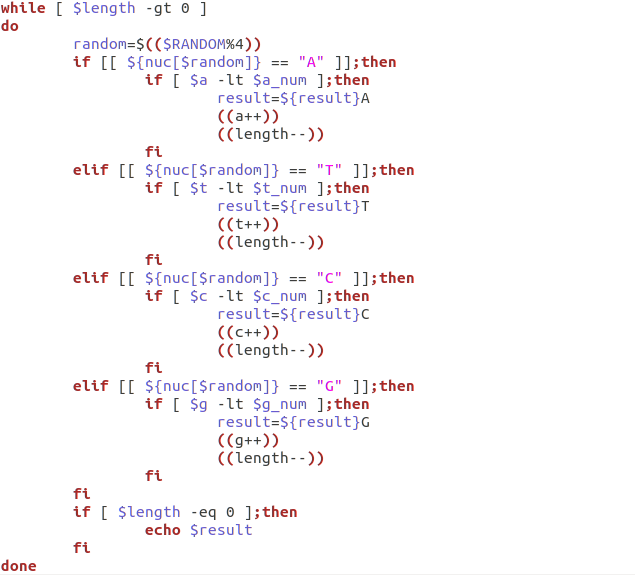 while [ $length -gt 0 ]
do
        random=$(($RANDOM%4))
        if [[ ${nuc[$random]} == "A" ]];then
                if [ $a -lt $a_num ];then
                        result=${result}A
                        ((a++))
                        ((length--))
                fi
        elif [[ ${nuc[$random]} == "T" ]];then
                if [ $t -lt $t_num ];then
                        result=${result}T
                        ((t++))
                        ((length--))
                fi
        elif [[ ${nuc[$random]} == "C" ]];then
                if [ $c -lt $c_num ];then
                        result=${result}C
                        ((c++))
                        ((length--))
                fi
        elif [[ ${nuc[$random]} == "G" ]];then
                if [ $g -lt $g_num ];then
                        result=${result}G
                        ((g++))
                        ((length--))
                fi
        fi
        if [ $length -eq 0 ];then
                echo $result
        fi
done